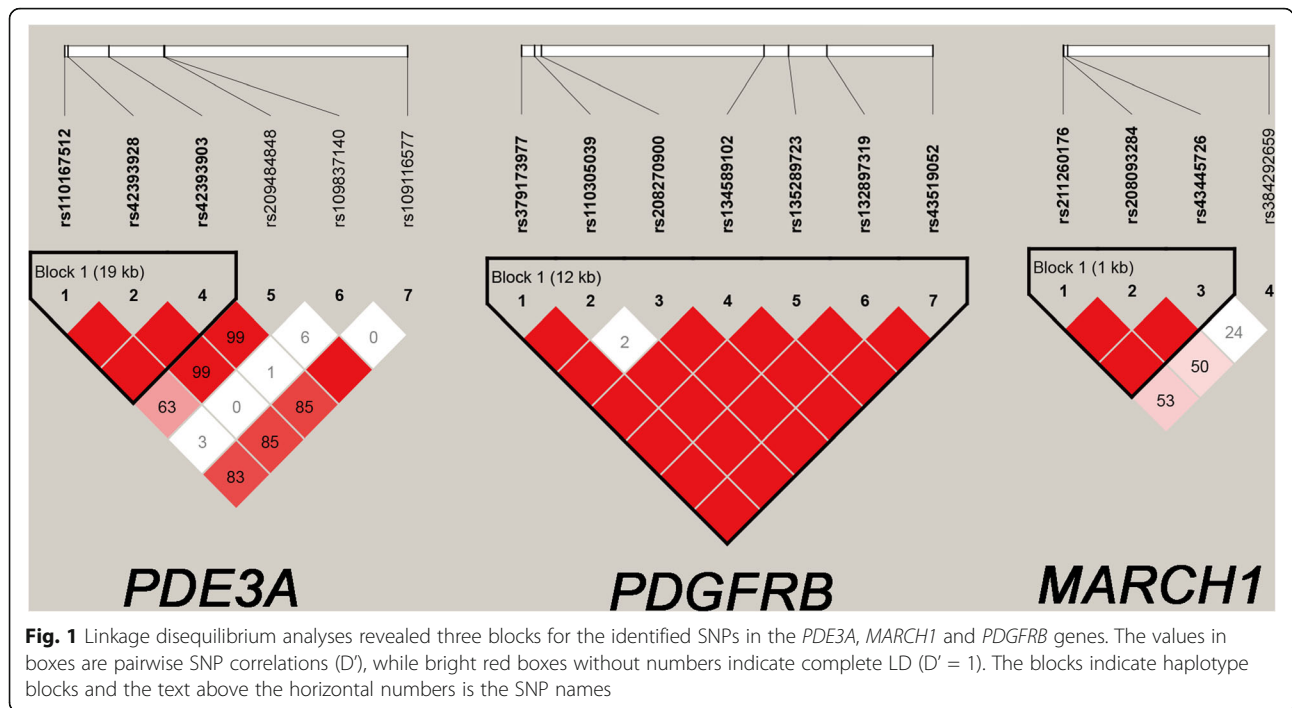 rs110167512
rs42393928
rs42393903
rs209484848
rs109837140
rs109116577
Block 1 (19 kb)
1 2 4 5 6 7
99 6 0
99 1
63 0 85
3 85
83
PDE3A
rs379173977
rs110305039
rs208270900
rs134589102
rs135289723
rs132897319
rs43519052
Block 1 (12 kb)
1 2 3 4 5 6 7
2
PDGFRB
rs211260176
rs208093284
rs43445726
rs384292659
Block 1 (1 kb)
1 2 3 4
24
50
53
MARCH1
Fig. 1 Linkage disequilibrium analyses revealed three blocks for the identified SNPs in the PDE3A, MARCH1 and PDGFRB genes. The values in
boxes are pairwise SNP correlations (D’), while bright red boxes without numbers indicate complete LD (D’ = 1). The blocks indicate haplotype
blocks and the text above the horizontal numbers is the SNP names